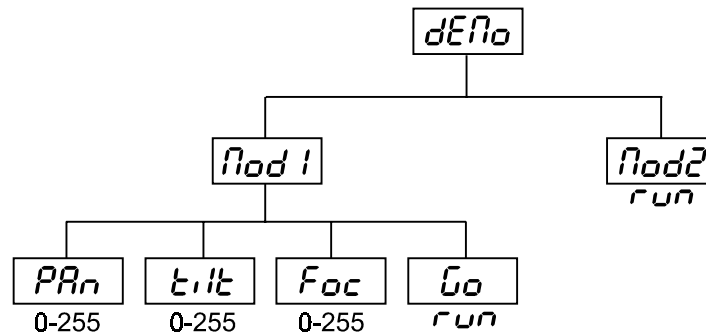 dEMo
Mod1 Mod2
run
PAn tilt Foc Go
0-255 0-255 0-255 run